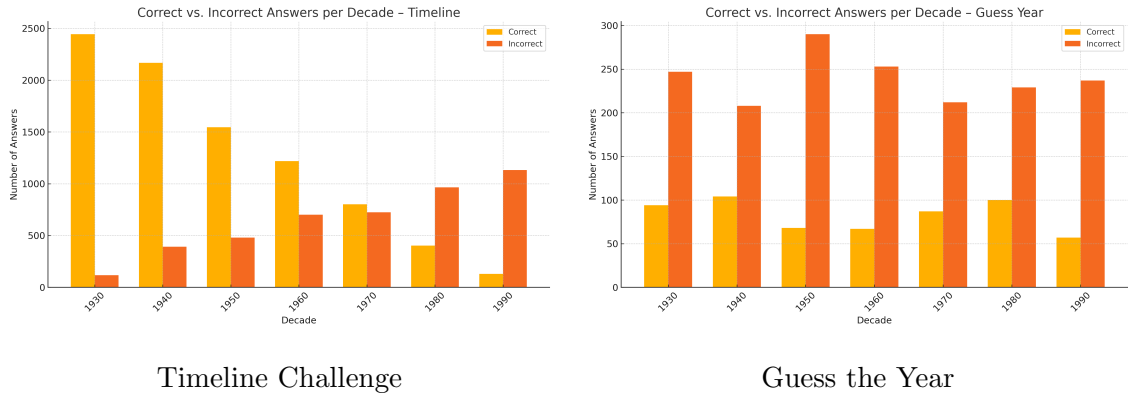 Correct vs. Incorrect Answers per Decade – Timeline
Correct
Incorrect
2500
2000
1500
1000
500
0
Number of Answers
1930
1940
1950
1960
1970
1980
1990
Decade
Timeline Challenge
Correct vs. Incorrect Answers per Decade – Guess Year
Correct
Incorrect
300
250
200
150
100
50
0
Number of Answers
1930
1940
1950
1960
1970
1980
1990
Decade
Guess the Year